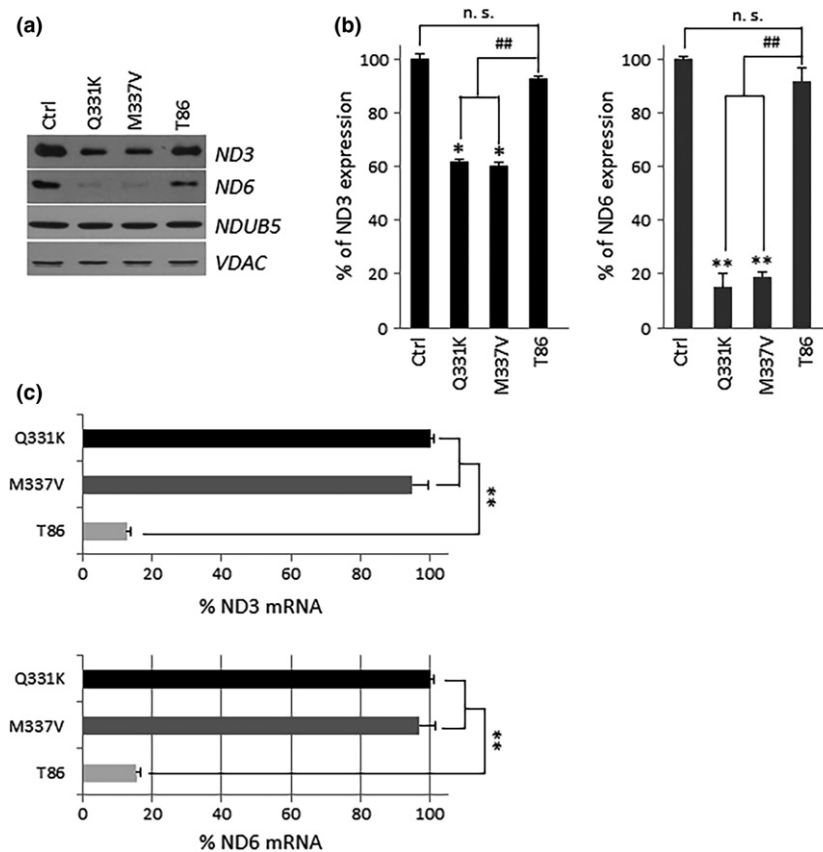 (a)
Ctrl
Q331K
M337V
T86
ND3
ND6
NDUB5
VDAC
(b)
n. s.
##
100
80
60
40
20
0
% of ND3 expression
*
*
Ctrl
Q331K
M337V
T86
n. s.
##
100
80
60
40
20
0
% of ND6 expression
**
**
Ctrl
Q331K
M337V
T86
(c)
Q331K
M337V
T86
**
0 20 40 60 80 100
% ND3 mRNA
Q331K
M337V
T86
**
0 20 40 60 80 100
% ND6 mRNA